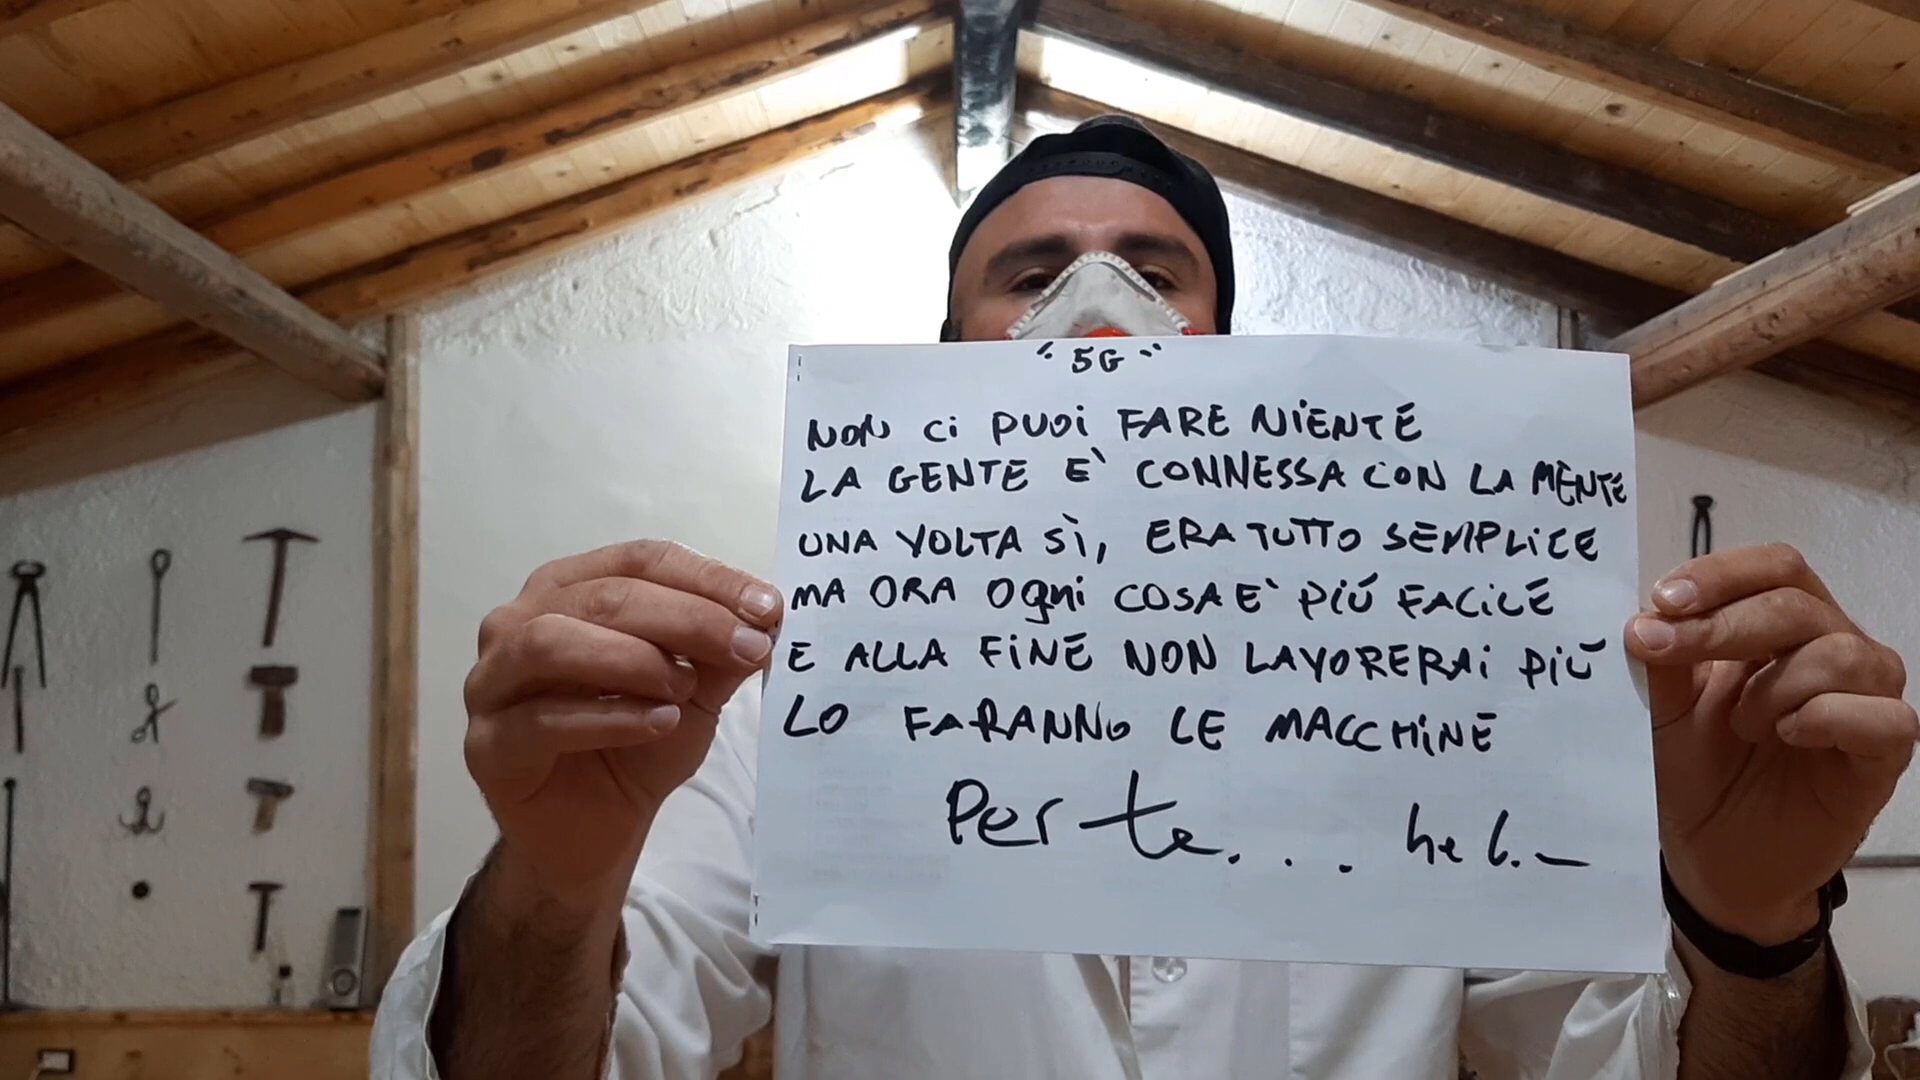 "5G"
NON Ci PUOi FARE NiENTE
LA GENTE E' CONNESSA CON LA MENTE
UNA VOLTA SÌ, ERA TUTTO SEMPLiCE
MA ORA Ogni COSA E' PiÚ FACiLE
E ALLA FiNE NON LAVORERAi PiÚ
LO FARANNO LE MACCHiNE
Per te...